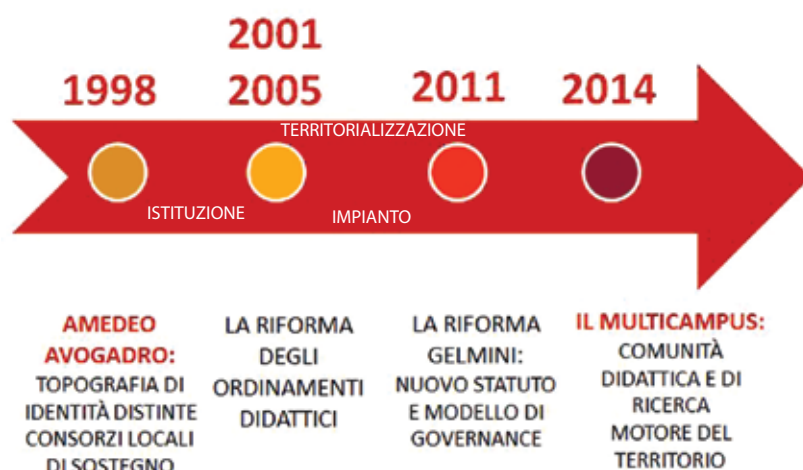 2001
1998 2005 2011 2014
TERRITORIALIZZAZIONE
ISTITUZIONE IMPIANTO
AMEDEO
AVOGADRO:
TOPOGRAFIA DI
IDENTITÀ DISTINTE
CONSORZI LOCALI
DI SOSTEGNO
LA RIFORMA
DEGLI
ORDINAMENTI
DIDATTICI
LA RIFORMA
GELMINI:
NUOVO STATUTO
E MODELLO DI
GOVERNANCE
IL MULTICAMPUS:
COMUNITÀ
DIDATTICA E DI
RICERCA
MOTORE DEL
TERRITORIO